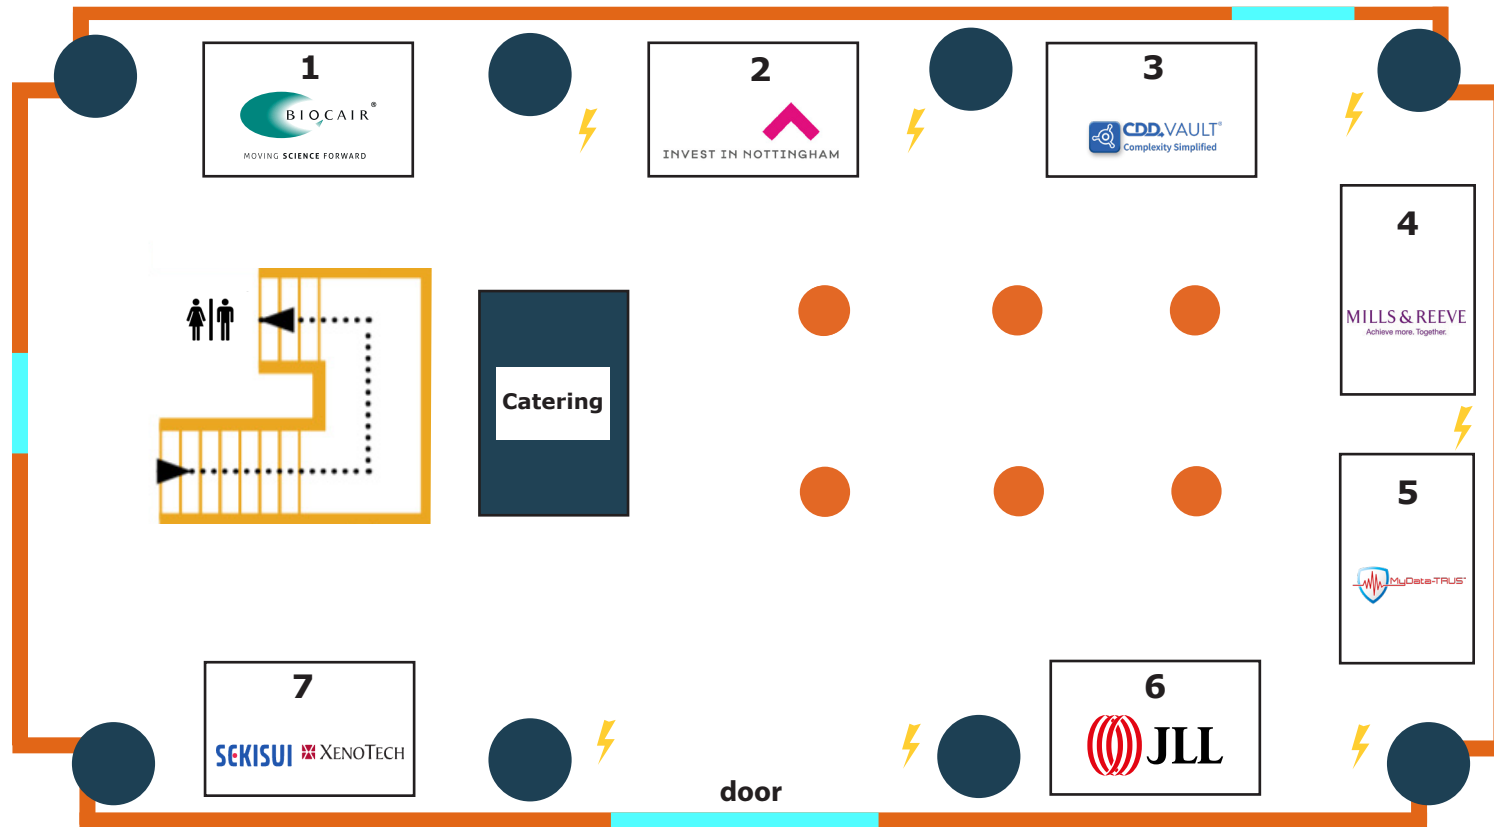 1
BIOCAIR®
MOVING SCIENCE FORWARD
2
INVEST IN NOTTINGHAM
3
CDD VAULT®
Complexity Simplified
4
MILLS & REEVE
Achieve more. Together.
Catering
5
MyData-TRUST
7
SEKISUI XENOTECH
6
JLL
door